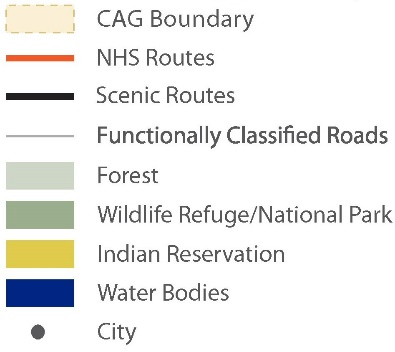 CAG Boundary
NHS Routes
Scenic Routes
Functionally Classified Roads
Forest
Wildlife Refuge/National Park
Indian Reservation
Water Bodies
City